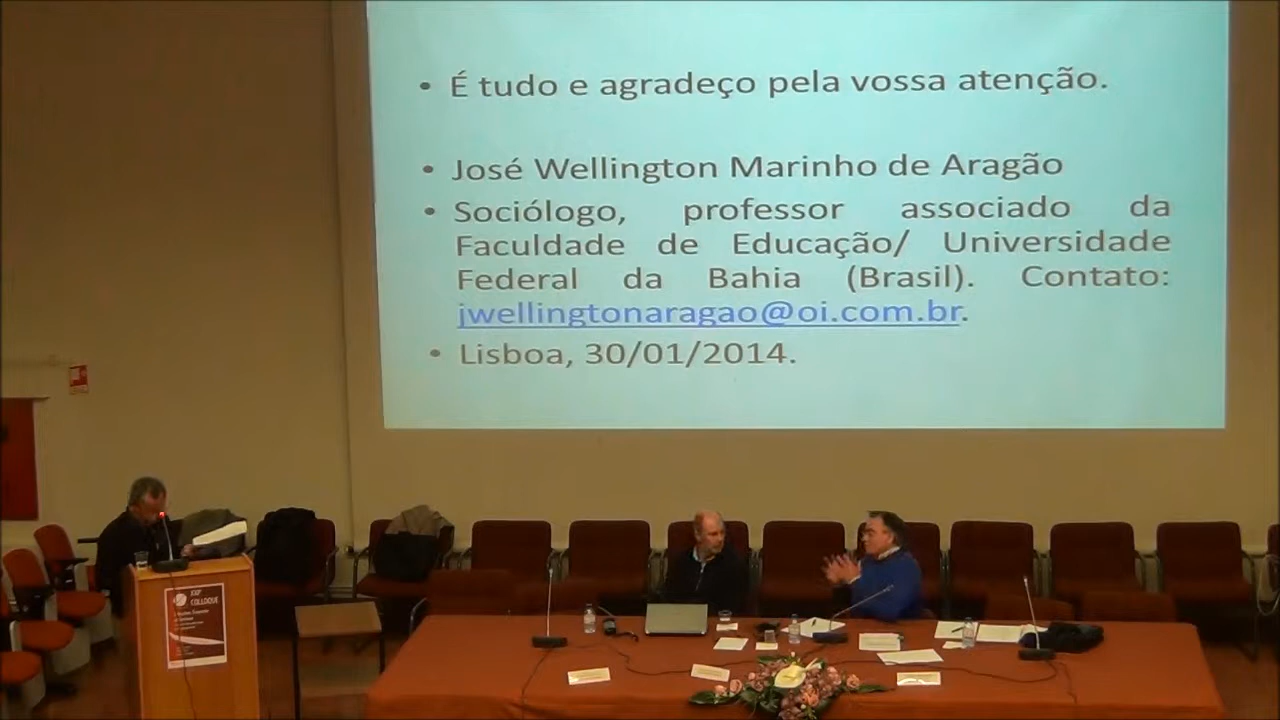 • É tudo e agradeço pela vossa atenção.
• José Wellington Marinho de Aragão
• Sociólogo, professor associado da
Faculdade de Educação/ Universidade
Federal da Bahia (Brasil). Contato:
jwellingtonaragao@oi.com.br.
• Lisboa, 30/01/2014.
COLLOQUE